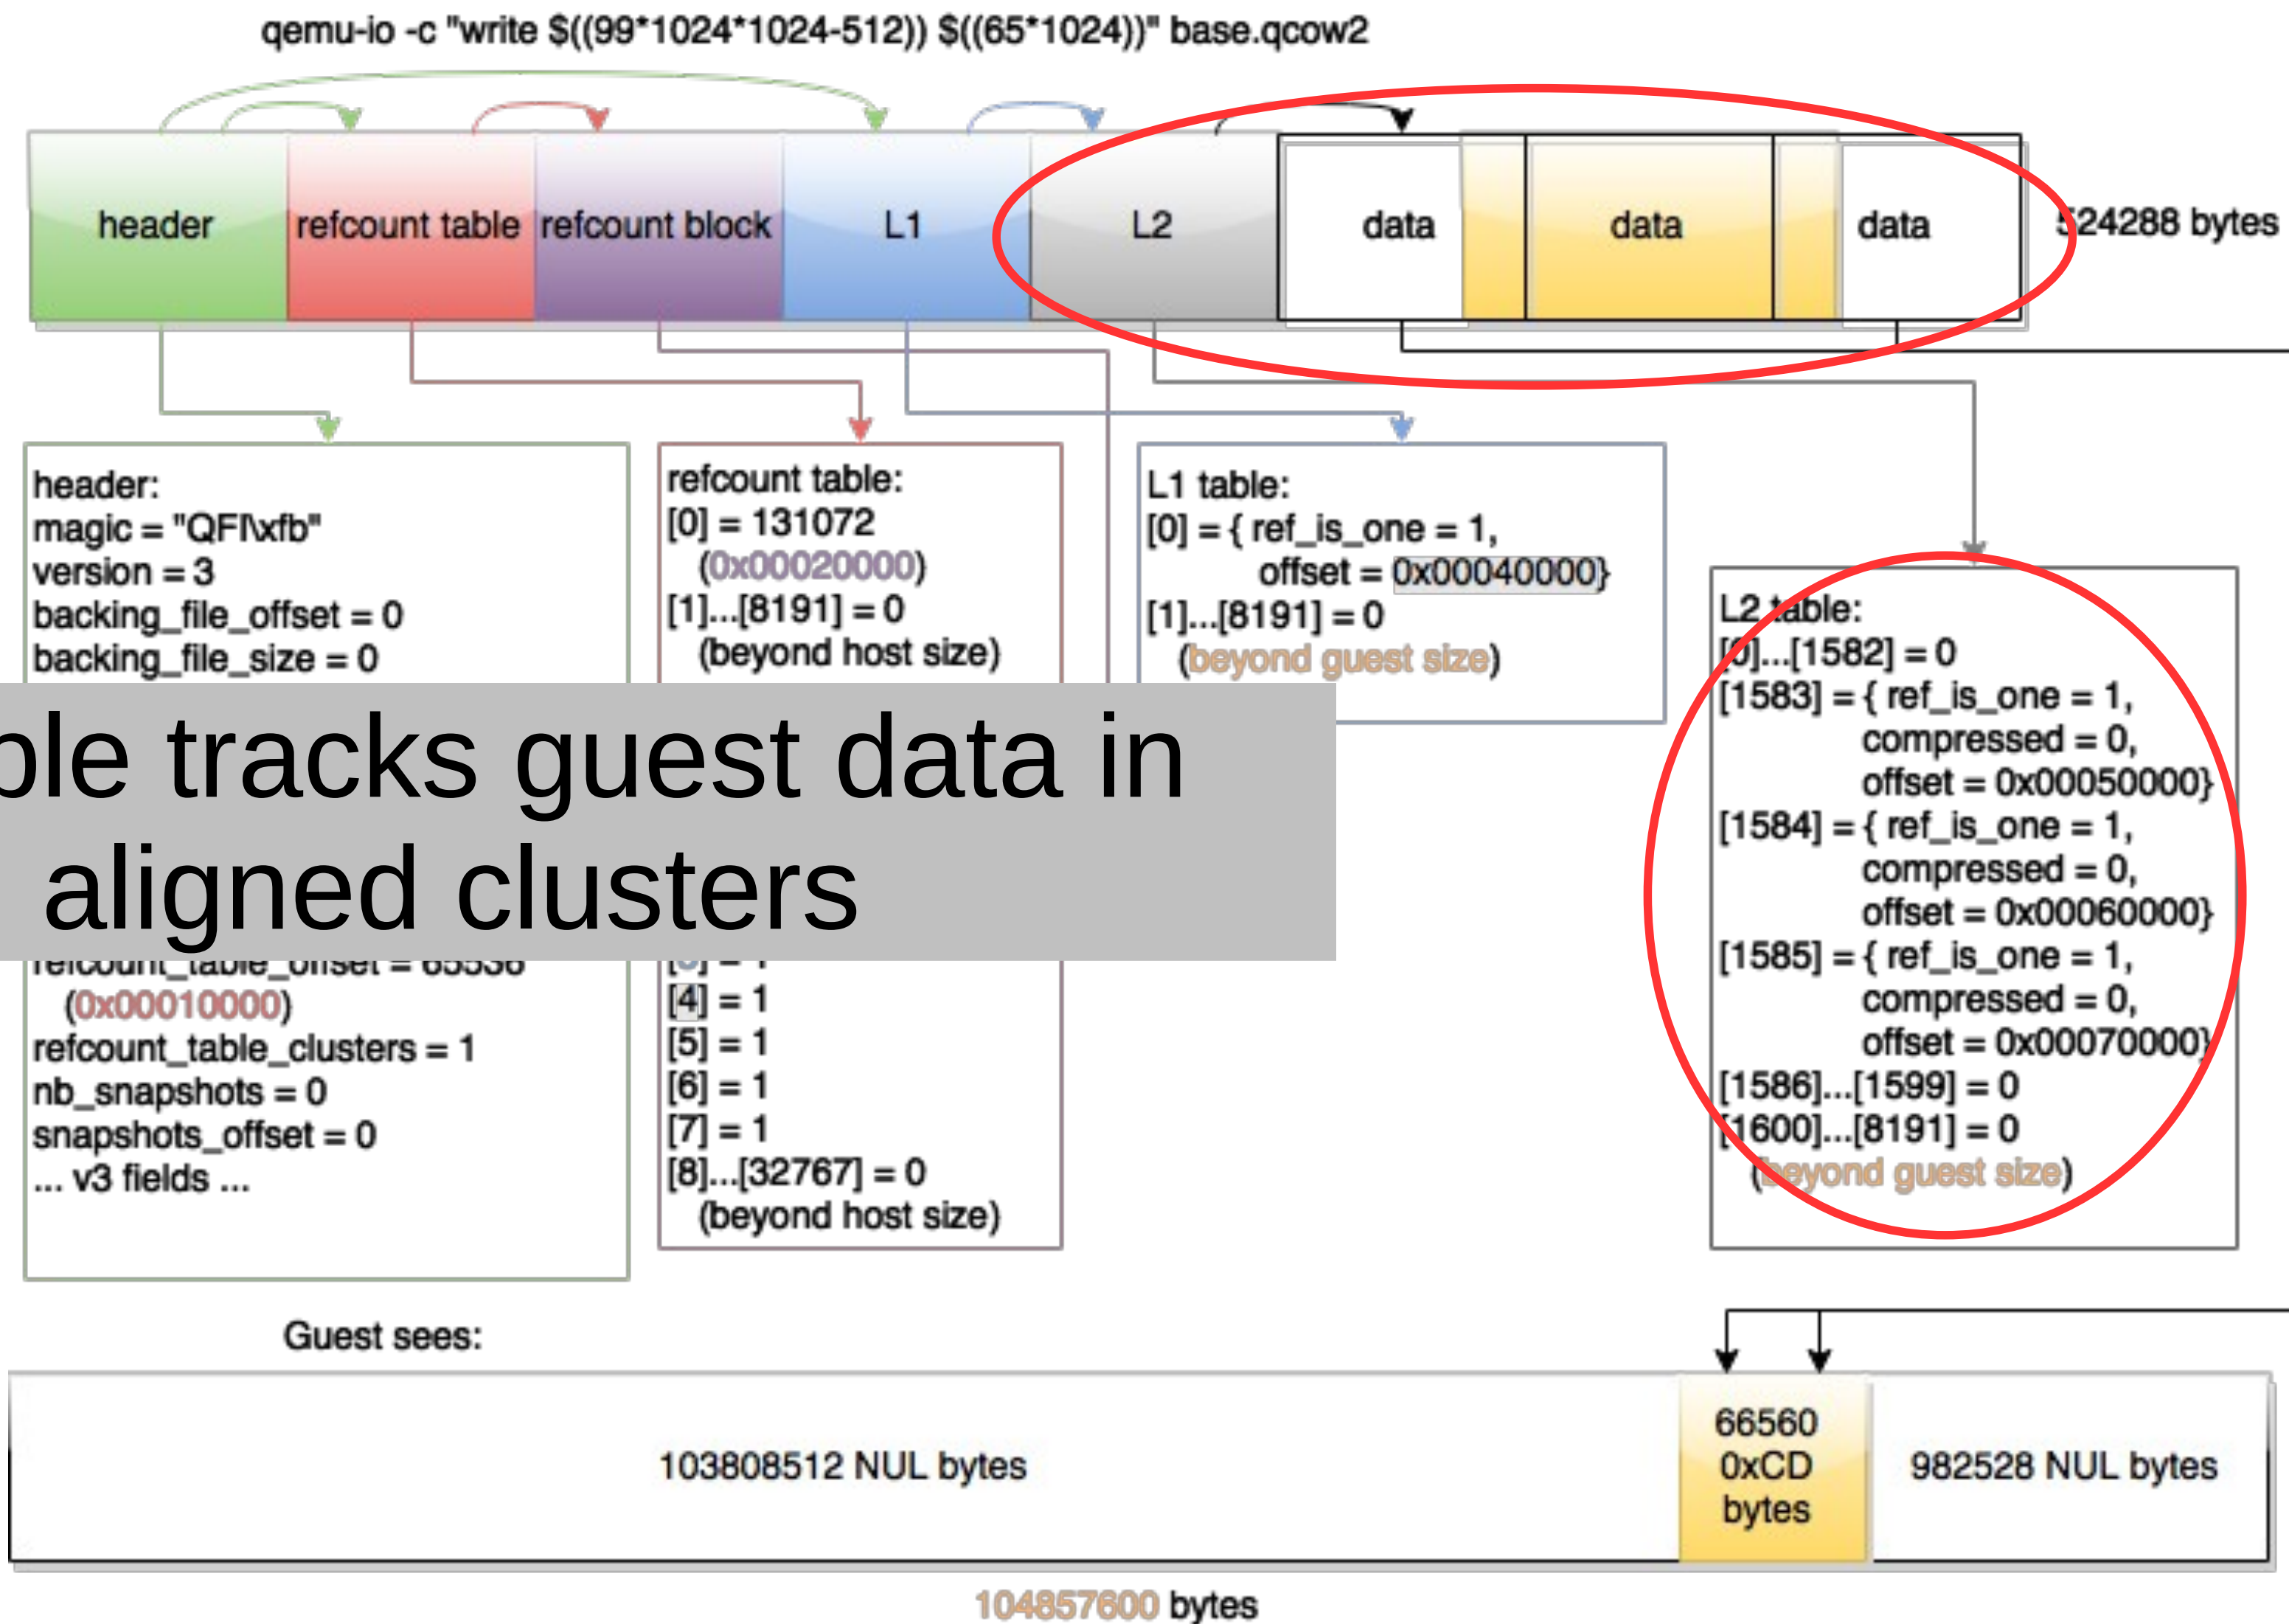 qemu-io -c "write $((99*1024*1024-512)) $((65*1024))" base.qcow2
header
refcount table
refcount block
L1
L2
data
data
data
524288 bytes
header:
magic = "QFI\xfb"
version = 3
backing_file_offset = 0
backing_file_size = 0
refcount table:
[0] = 131072
(0x00020000)
[1]...[8191] = 0
(beyond host size)
L1 table:
[0] = { ref_is_one = 1,
offset = 0x00040000}
[1]...[8191] = 0
(beyond guest size)
tracks guest data in
aligned clusters
refcount_table_offset = 65536
(0x00010000)
refcount_table_clusters = 1
nb_snapshots = 0
snapshots_offset = 0
... v3 fields ...
[3] = 1
[4] = 1
[5] = 1
[6] = 1
[7] = 1
[8]...[32767] = 0
(beyond host size)
L2 table:
[0]...[1582] = 0
[1583] = { ref_is_one = 1,
compressed = 0,
offset = 0x00050000}
[1584] = { ref_is_one = 1,
compressed = 0,
offset = 0x00060000}
[1585] = { ref_is_one = 1,
compressed = 0,
offset = 0x00070000}
[1586]...[1599] = 0
[1600]...[8191] = 0
(beyond guest size)
Guest sees:
103808512 NUL bytes
66560
0xCD
bytes
982528 NUL bytes
104857600 bytes